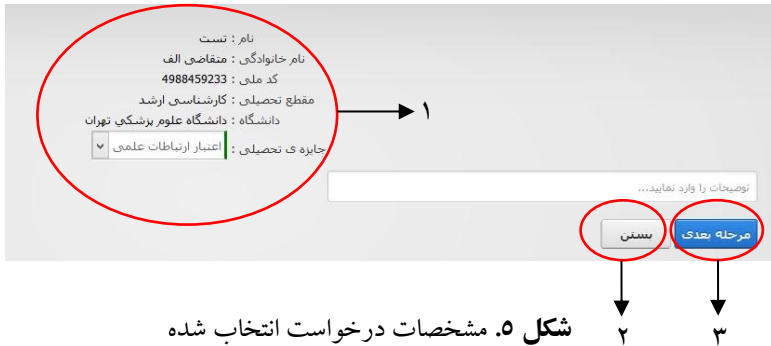 نام : تست
نام خانوادگی : متقاضی الف
کد ملی : 4988459233
مقطع تحصیلی : کارشناسی ارشد
دانشگاه : دانشگاه علوم پزشكي تهران
جایزه ی تحصیلی : اعتبار ارتباطات علمی
۱
توضیحات را وارد نمایید...
مرحله بعدی بستن
۳ ۲
شکل ۵. مشخصات درخواست انتخاب شده